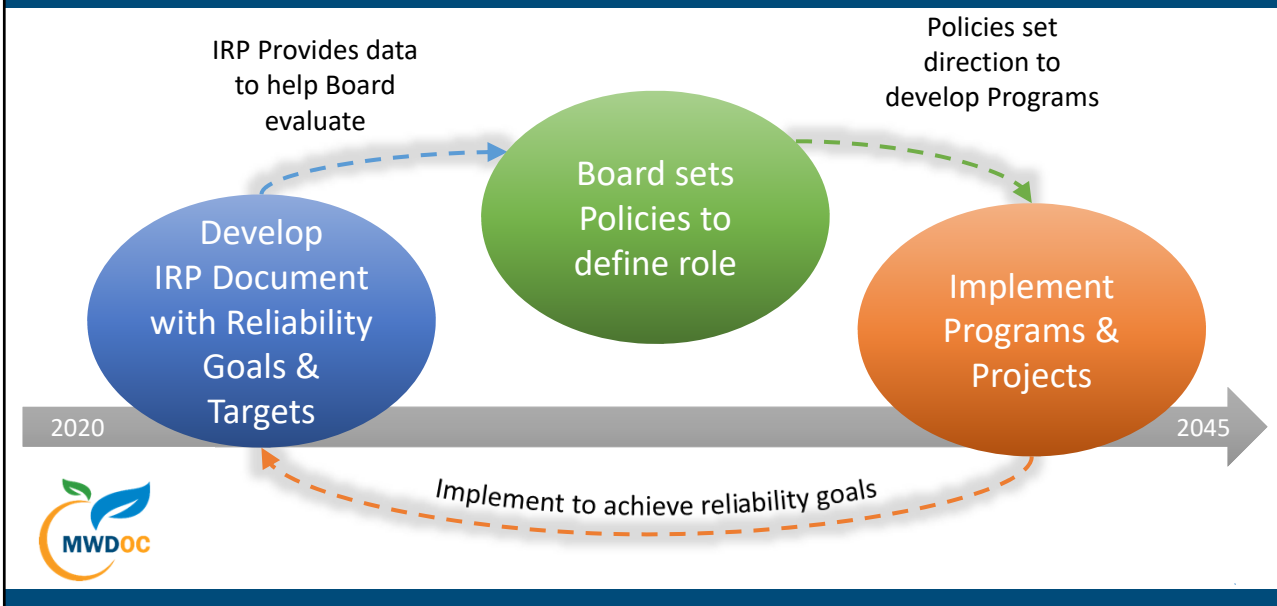 IRP Provides data
to help Board
evaluate
Policies set
direction to
develop Programs
Develop
IRP Document
with Reliability
Goals &
Targets
Board sets
Policies to
define role
Implement
Programs &
Projects
2020
2045
Implement to achieve reliability goals
MWDOC